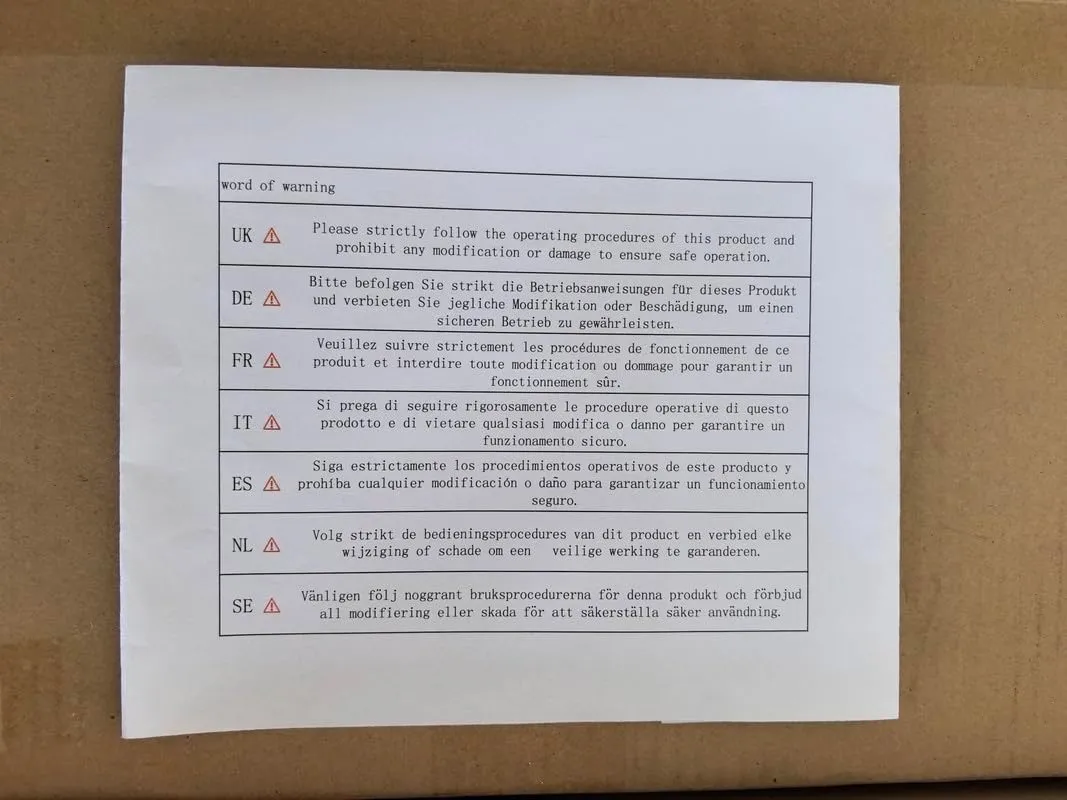 word of warning
UK Please strictly follow the operating procedures of this product and
prohibit any modification or damage to ensure safe operation.
DE Bitte befolgen Sie strikt die Betriebsanweisungen für dieses Produkt
und verbieten Sie jegliche Modifikation oder Beschädigung, um einen
sicheren Betrieb zu gewährleisten.
FR Veuillez suivre strictement les procédures de fonctionnement de ce
produit et interdire toute modification ou dommage pour garantir un
fonctionnement sûr.
IT Si prega di seguire rigorosamente le procedure operative di questo
prodotto e di vietare qualsiasi modifica o danno per garantire un
funzionamento sicuro.
ES Siga estrictamente los procedimientos operativos de este producto y
prohíba cualquier modificación o daño para garantizar un funcionamiento
seguro.
NL Volg strikt de bedieningsprocedures van dit product en verbied elke
wijziging of schade om een veilige werking te garanderen.
SE Vänligen följ noggrant bruksprocedurerna för denna produkt och förbjud
all modifiering eller skada för att säkerställa säker användning.